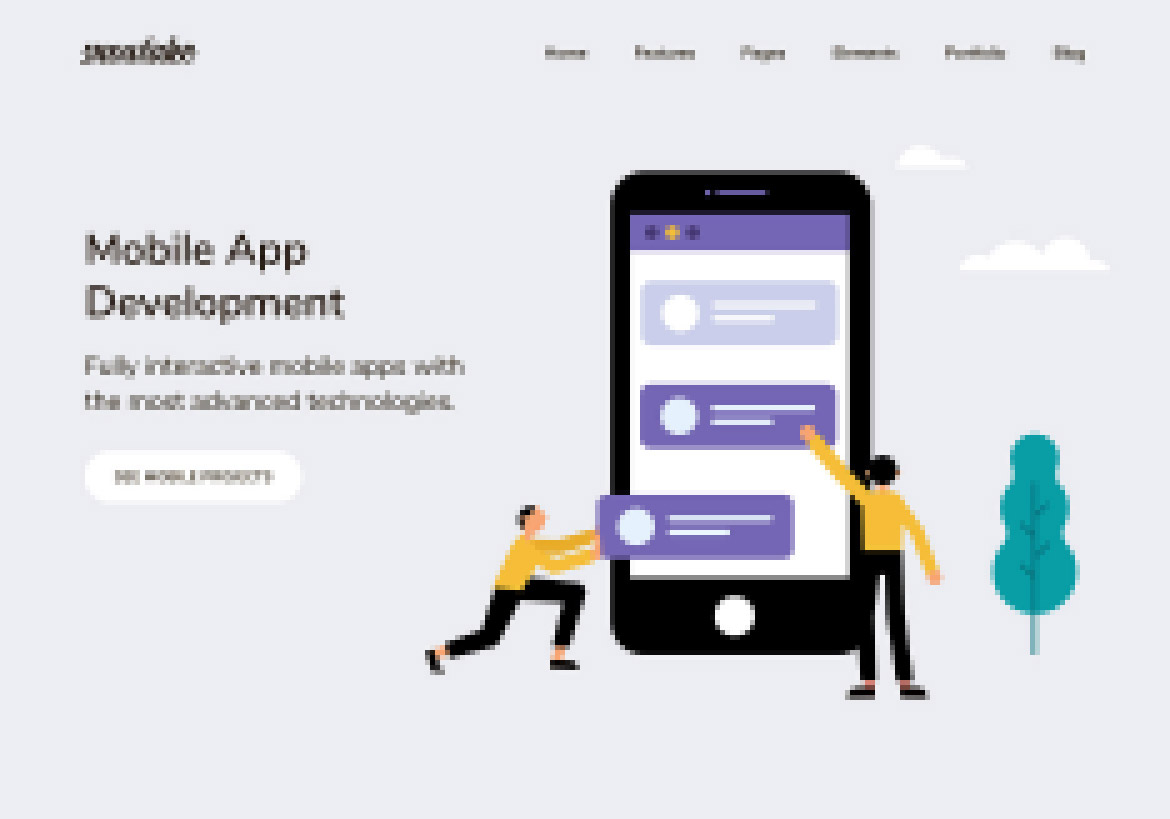 Home Features Pages Elements Portfolio Blog
Mobile App
Development
Fully interactive mobile apps with
the most advanced technologies.
SEE MOBILE PROJECTS